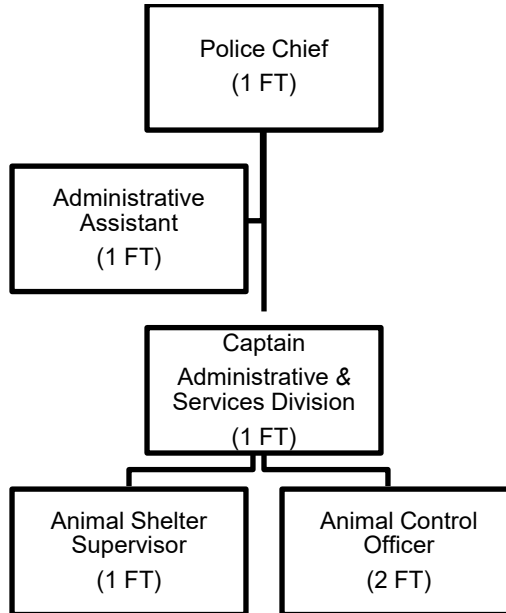 Police Chief
(1 FT)
Administrative
Assistant
(1 FT)
Captain
Administrative &
Services Division
(1 FT)
Animal Shelter
Supervisor
(1 FT)
Animal Control
Officer
(2 FT)